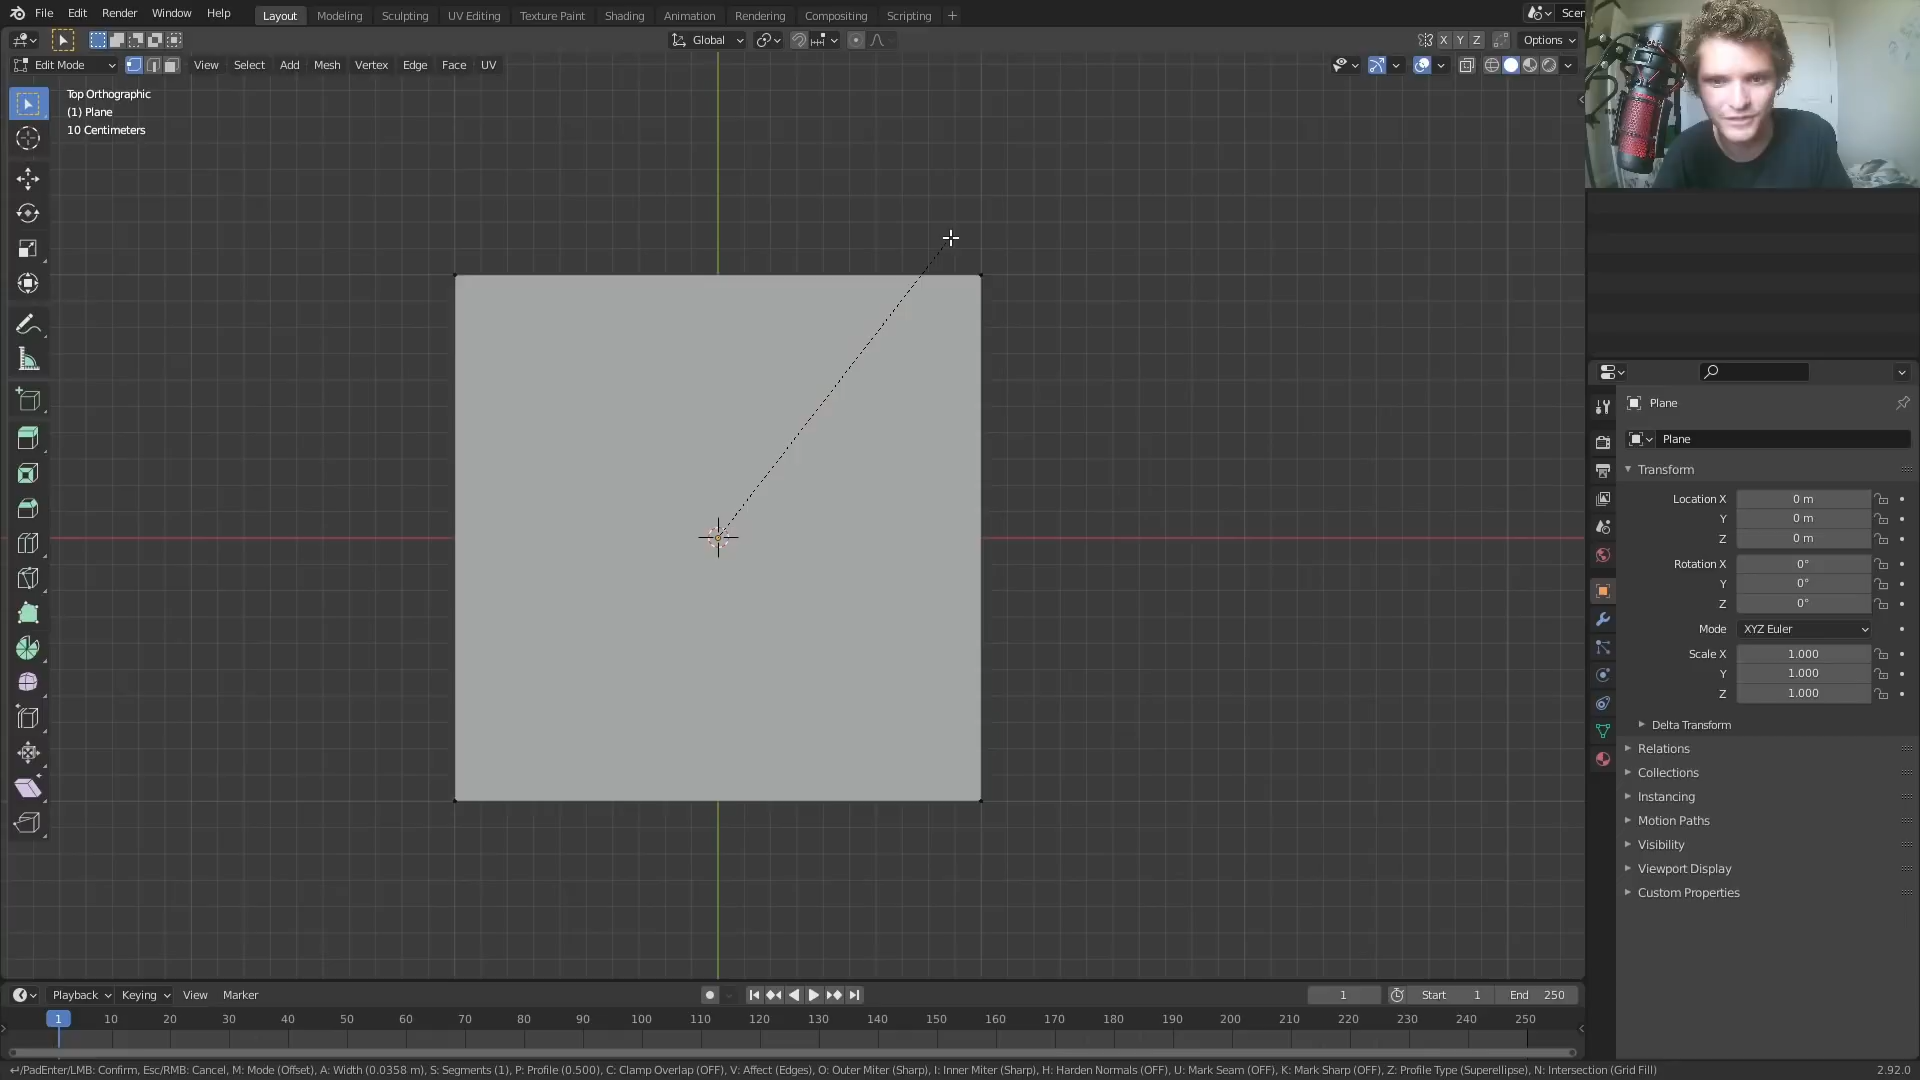 File Edit Render Window Help Layout Modeling Sculpting UV Editing Texture Paint Shading Animation Rendering Compositing Scripting + Scer
Global X Y Z Options
Edit Mode View Select Add Mesh Vertex Edge Face UV
Top Orthographic
(1) Plane
10 Centimeters
Plane
Plane
Transform
Location X 0 m
Y 0 m
Z 0 m
Rotation X 0°
Y 0°
Z 0°
Mode XYZ Euler
Scale X 1.000
Y 1.000
Z 1.000
Delta Transform
Relations
Collections
Instancing
Motion Paths
Visibility
Viewport Display
Custom Properties
Playback Keying View Marker 1 Start 1 End 250
1 10 20 30 40 50 60 70 80 90 100 110 120 130 140 150 160 170 180 190 200 210 220 230 240 250
↵/PadEnter/LMB: Confirm, Esc/RMB: Cancel, M: Mode (Offset), A: Width (0.0358 m), S: Segments (1), P: Profile (0.500), C: Clamp Overlap (OFF), V: Affect (Edges), O: Outer Miter (Sharp), I: Inner Miter (Sharp), H: Harden Normals (OFF), U: Mark Seam (OFF), K: Mark Sharp (OFF), Z: Profile Type (Superellipse), N: Intersection (Grid Fill) 2.92.0